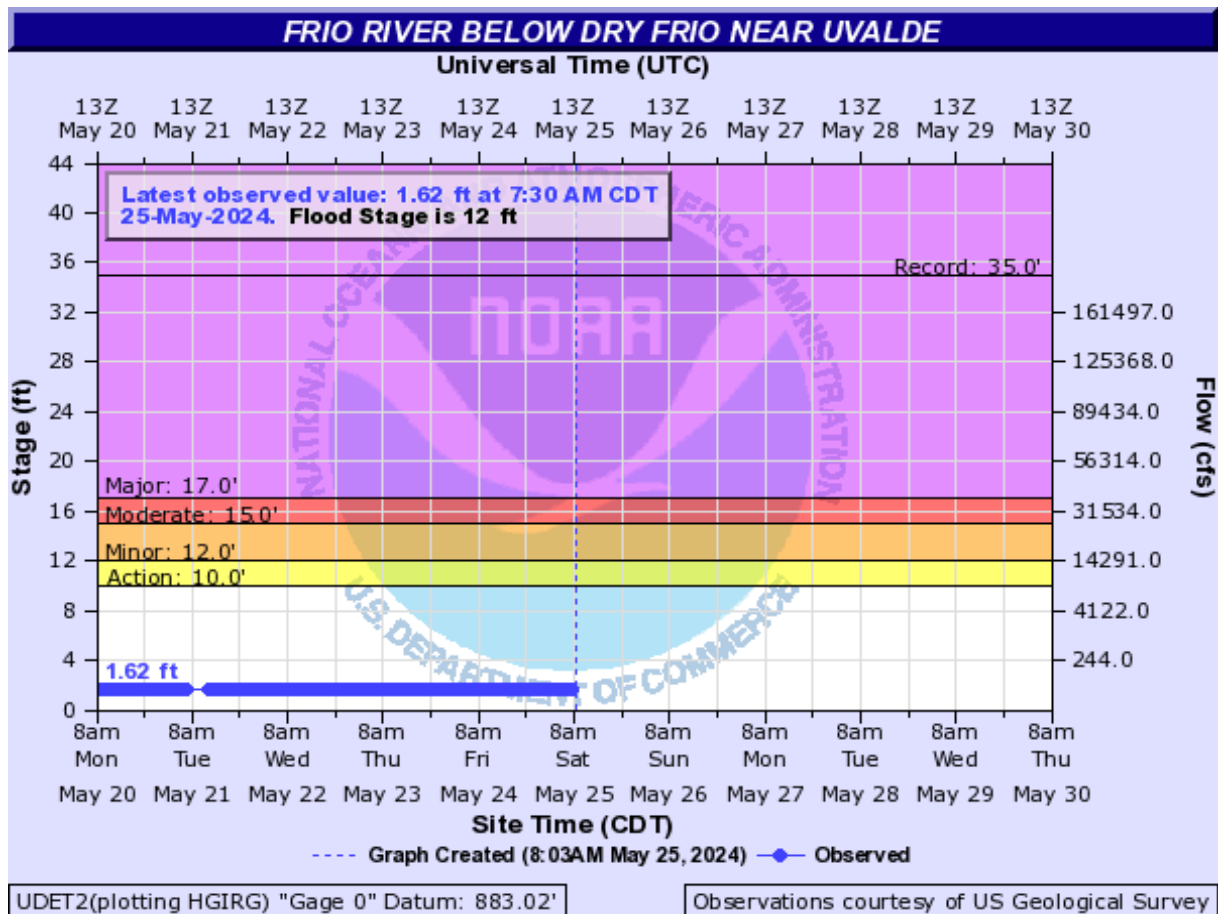 FRIO RIVER BELOW DRY FRIO NEAR UVALDE
Universal Time (UTC)
13Z 13Z 13Z 13Z 13Z 13Z 13Z 13Z 13Z 13Z 13Z
May 20 May 21 May 22 May 23 May 24 May 25 May 26 May 27 May 28 May 29 May 30
44
Latest observed value: 1.62 ft at 7:30 AM CDT
25-May-2024. Flood Stage is 12 ft
40
36
Record: 35.0'
32 161497.0
28 125368.0
24 89434.0
20 56314.0
Major: 17.0'
16 31534.0
Moderate: 15.0'
Minor: 12.0'
12 14291.0
Action: 10.0'
8 4122.0
4 244.0
1.62 ft
0
Stage (ft)
Flow (cfs)
NATIONAL OCEANIC AND ATMOSPHERIC ADMINISTRATION
NOAA
U.S. DEPARTMENT OF COMMERCE
8am 8am 8am 8am 8am 8am 8am 8am 8am 8am 8am
Mon Tue Wed Thu Fri Sat Sun Mon Tue Wed Thu
May 20 May 21 May 22 May 23 May 24 May 25 May 26 May 27 May 28 May 29 May 30
Site Time (CDT)
Graph Created (8:03AM May 25, 2024) Observed
UDET2(plotting HGIRG) "Gage 0" Datum: 883.02'
Observations courtesy of US Geological Survey